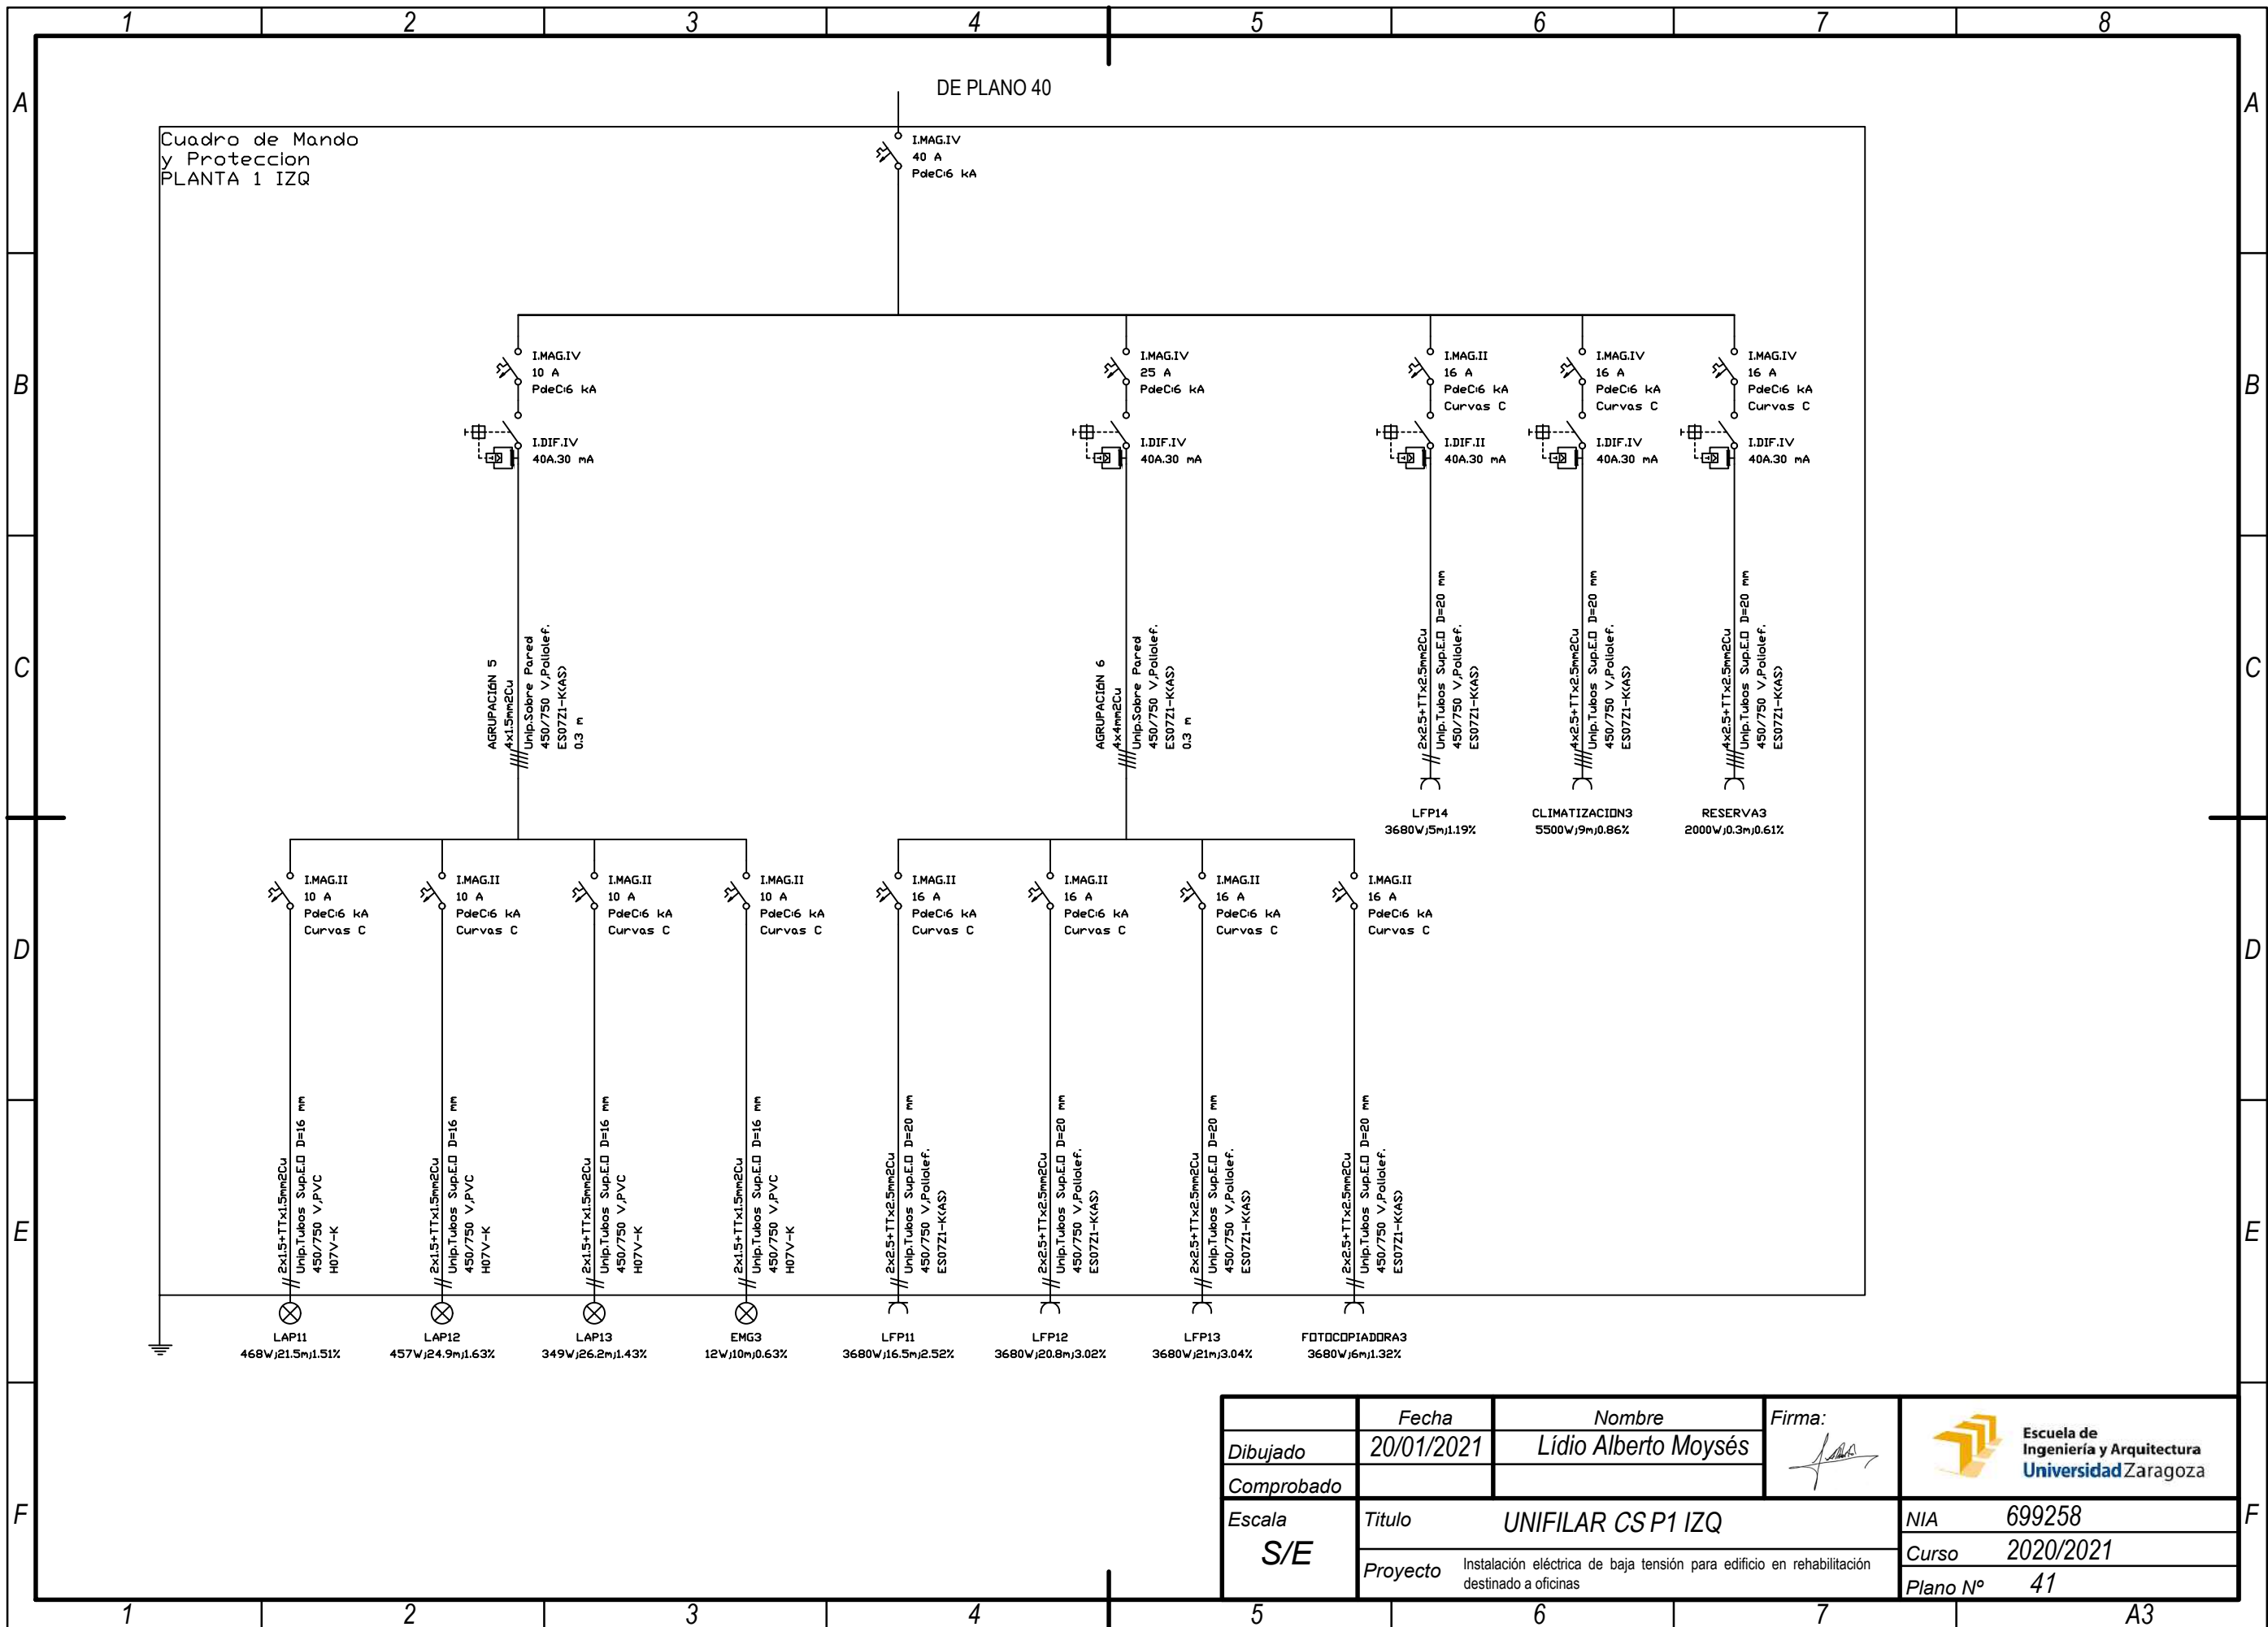 1 2 3 4 5 6 7 8
A A
B B
C C
D D
E E
F F
DE PLANO 40
Cuadro de Mando
y Proteccion
PLANTA 1 IZQ
I.MAG.IV
40 A
PdeC:6 kA
I.MAG.IV
10 A
PdeC:6 kA
I.DIF.IV
40A.30 mA
I.MAG.IV
25 A
PdeC:6 kA
I.DIF.IV
40A.30 mA
I.MAG.II
16 A
PdeC:6 kA
Curvas C
I.DIF.II
40A.30 mA
I.MAG.IV
16 A
PdeC:6 kA
Curvas C
I.DIF.IV
40A.30 mA
I.MAG.IV
16 A
PdeC:6 kA
Curvas C
I.DIF.IV
40A.30 mA
AGRUPACIóN 5
4x1.5mm2Cu
Unip.Sobre Pared
450/750 V,Poliolef.
ES07Z1-K(AS)
0.3 m
AGRUPACIóN 6
4x4mm2Cu
Unip.Sobre Pared
450/750 V,Poliolef.
ES07Z1-K(AS)
0.3 m
2x2.5+TTx2.5mm2Cu
Unip.Tubos Sup.E.O D=20 mm
450/750 V,Poliolef.
ES07Z1-K(AS)
LFP14
3680W;5m;1.19%
4x2.5+TTx2.5mm2Cu
Unip.Tubos Sup.E.O D=20 mm
450/750 V,Poliolef.
ES07Z1-K(AS)
CLIMATIZACION3
5500W;9m;0.86%
4x2.5+TTx2.5mm2Cu
Unip.Tubos Sup.E.O D=20 mm
450/750 V,Poliolef.
ES07Z1-K(AS)
RESERVA3
2000W;0.3m;0.61%
I.MAG.II
10 A
PdeC:6 kA
Curvas C
2x1.5+TTx1.5mm2Cu
Unip.Tubos Sup.E.O D=16 mm
450/750 V,PVC
H07V-K
LAP11
468W;21.5m;1.51%
I.MAG.II
10 A
PdeC:6 kA
Curvas C
2x1.5+TTx1.5mm2Cu
Unip.Tubos Sup.E.O D=16 mm
450/750 V,PVC
H07V-K
LAP12
457W;24.9m;1.63%
I.MAG.II
10 A
PdeC:6 kA
Curvas C
2x1.5+TTx1.5mm2Cu
Unip.Tubos Sup.E.O D=16 mm
450/750 V,PVC
H07V-K
LAP13
349W;26.2m;1.43%
I.MAG.II
10 A
PdeC:6 kA
Curvas C
2x1.5+TTx1.5mm2Cu
Unip.Tubos Sup.E.O D=16 mm
450/750 V,PVC
H07V-K
EMG3
12W;10m;0.63%
I.MAG.II
16 A
PdeC:6 kA
Curvas C
2x2.5+TTx2.5mm2Cu
Unip.Tubos Sup.E.O D=20 mm
450/750 V,Poliolef.
ES07Z1-K(AS)
LFP11
3680W;16.5m;2.52%
I.MAG.II
16 A
PdeC:6 kA
Curvas C
2x2.5+TTx2.5mm2Cu
Unip.Tubos Sup.E.O D=20 mm
450/750 V,Poliolef.
ES07Z1-K(AS)
LFP12
3680W;20.8m;3.02%
I.MAG.II
16 A
PdeC:6 kA
Curvas C
2x2.5+TTx2.5mm2Cu
Unip.Tubos Sup.E.O D=20 mm
450/750 V,Poliolef.
ES07Z1-K(AS)
LFP13
3680W;21m;3.04%
I.MAG.II
16 A
PdeC:6 kA
Curvas C
2x2.5+TTx2.5mm2Cu
Unip.Tubos Sup.E.O D=20 mm
450/750 V,Poliolef.
ES07Z1-K(AS)
FOTOCOPIADORA3
3680W;6m;1.32%
Fecha Nombre Firma:
Dibujado 20/01/2021 Lídio Alberto Moysés
Comprobado
Escuela de
Ingeniería y Arquitectura
Universidad Zaragoza
Escala
S/E
Titulo UNIFILAR CS P1 IZQ
Proyecto Instalación eléctrica de baja tensión para edificio en rehabilitación
destinado a oficinas
NIA 699258
Curso 2020/2021
Plano Nº 41
1 2 3 4 5 6 7 A3